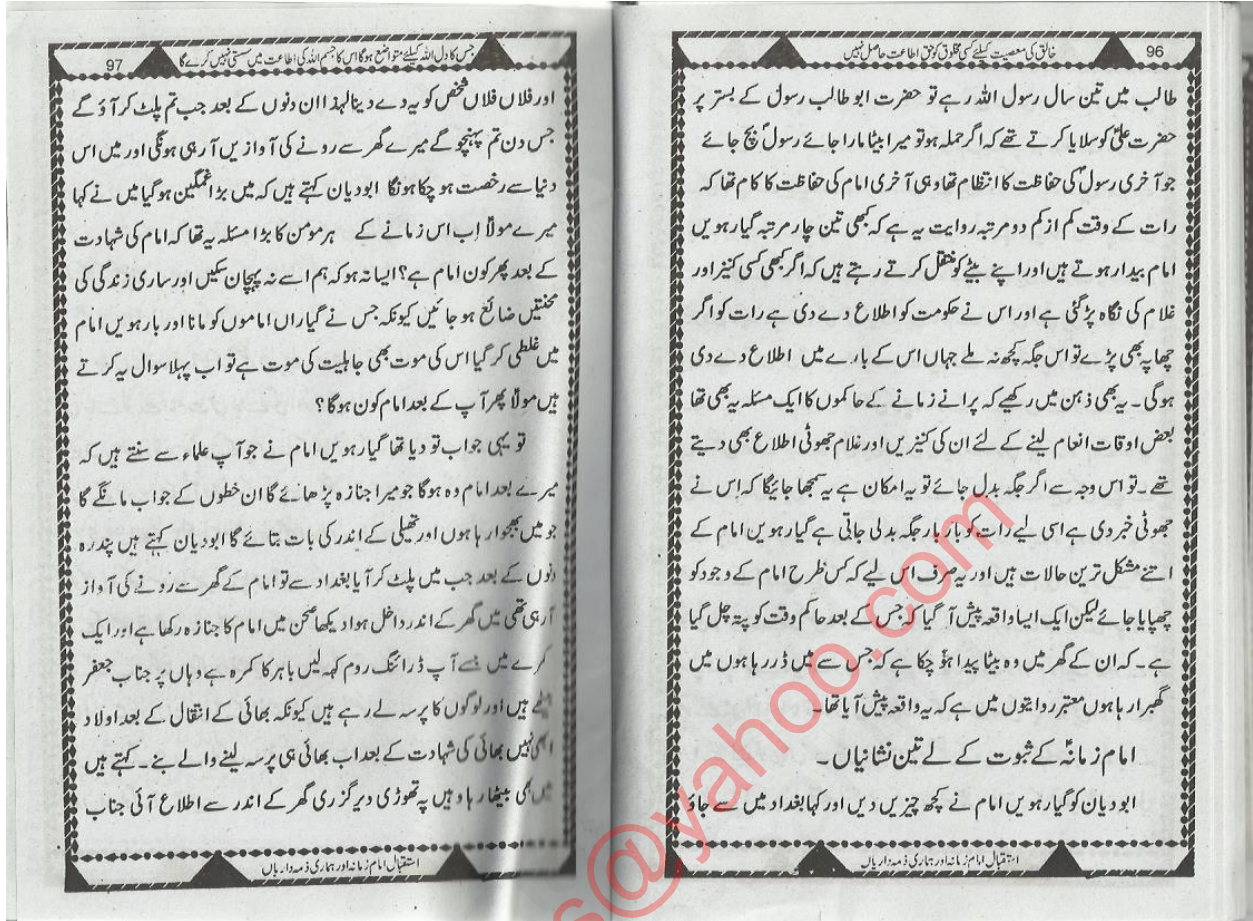 96
خالق کی معصیت کیلئے کسی مخلوق کو حق اطاعت حاصل نہیں
طالب میں تین سال رسول اللہ رہے تو حضرت ابو طالب رسولؐ کے بستر پر
حضرت علیؑ کو سلایا کرتے تھے کہ اگر حملہ ہو تو میرا بیٹا مارا جائے رسولؐ بچ جائے
جو آخری رسولؐ کی حفاظت کا انتظام تھا وہی آخری امام کی حفاظت کا کام تھا کہ
رات کے وقت کم از کم دو مرتبہ روایت یہ ہے کہ کبھی تین چار مرتبہ گیارہویں
امام بیدار ہوتے ہیں اور اپنے بیٹے کو منتقل کرتے رہتے ہیں کہ اگر کبھی کسی کنیز اور
غلام کی نگاہ پڑ گئی ہے اور اس نے حکومت کو اطلاع دے دی ہے رات کو اگر
چھاپہ بھی پڑے تو اس جگہ کچھ نہ ملے جہاں اس کے بارے میں اطلاع دے دی
ہوگی۔ یہ بھی ذہن میں رکھیے کہ پرانے زمانے کے حاکموں کا ایک مسئلہ یہ بھی تھا
بعض اوقات انعام لینے کے لئے ان کی کنیزیں اور غلام جھوٹی اطلاع بھی دیتے
تھے۔ تو اس وجہ سے اگر جگہ بدل جائے تو یہ امکان ہے یہ سمجھا جائیگا کہ اس نے
جھوٹی خبر دی ہے اسی لیے رات کو بار بار جگہ بدلی جاتی ہے گیارہویں امام کے
اتنے مشکل ترین حالات ہیں اور یہ صرف اس لیے کہ کس طرح امام کے وجود کو
چھپایا جائے لیکن ایک ایسا واقعہ پیش آ گیا کہ جس کے بعد حاکم وقت کو پتہ چل گیا
ہے۔ کہ ان کے گھر میں وہ بیٹا پیدا ہو چکا ہے کہ جس سے میں ڈر رہا ہوں میں
گھبرا رہا ہوں معتبر روایتوں میں ہے کہ یہ واقعہ پیش آیا تھا۔
امام زمانہؑ کے ثبوت کے لے تین نشانیاں۔
ابودیان کو گیارہویں امام نے کچھ چیزیں دیں اور کہا بغداد میں سے جاؤ
استقبال امام زمانہ اور ہماری ذمہ داریاں
97
جس کا دل اللہ کیلئے متواضع ہوگا اس کا جسم اللہ کی اطاعت میں سستی نہیں کرے گا
اور فلاں فلاں شخص کو یہ دے دینا لہذا ان دنوں کے بعد جب تم پلٹ کر آؤ گے
جس دن تم پہنچو گے میرے گھر سے رونے کی آوازیں آ رہی ہونگی اور میں اس
دنیا سے رخصت ہو چکا ہونگا ابودیان کہتے ہیں کہ میں بڑا غمگین ہو گیا میں نے کہا
میرے مولاؑ اب اس زمانے کے ہر مومن کا بڑا مسئلہ یہ تھا کہ امام کی شہادت
کے بعد پھر کون امام ہے؟ ایسا نہ ہو کہ ہم اسے نہ پہچان سکیں اور ساری زندگی کی
محنتیں ضائع ہو جائیں کیونکہ جس نے گیاراں اماموں کو مانا اور بارہویں امام
میں غلطی کر گیا اس کی موت بھی جاہلیت کی موت ہے تو اب پہلا سوال یہ کرتے
ہیں مولاؑ پھر آپ کے بعد امام کون ہوگا؟
تو یہی جواب تو دیا تھا گیارہویں امام نے جو آپ علماء سے سنتے ہیں کہ
میرے بعد امام وہ ہوگا جو میرا جنازہ پڑھائے گا ان خطوں کے جواب مانگے گا
جو میں بھجوا رہا ہوں اور تھیلی کے اندر کی بات بتائے گا ابودیان کہتے ہیں پندرہ
دنوں کے بعد جب میں پلٹ کر آیا بغداد سے تو امام کے گھر سے رونے کی آواز
آرہی تھی میں گھر کے اندر داخل ہوا دیکھا صحن میں امام کا جنازہ رکھا ہے اور ایک
کمرے میں جسے آپ ڈرائنگ روم کہہ لیں باہر کا کمرہ ہے وہاں پر جناب جعفر
بیٹھے ہیں اور لوگوں کا پرسہ لے رہے ہیں کیونکہ بھائی کے انتقال کے بعد اولاد
نہیں بھائی کی شہادت کے بعد اب بھائی ہی پرسہ لینے والے بنے۔ کہتے ہیں
میں بھی بیٹھا رہا وہیں پہ تھوڑی دیر گزری گھر کے اندر سے اطلاع آئی جناب
استقبال امام زمانہ اور ہماری ذمہ داریاں
s@yahoo.com